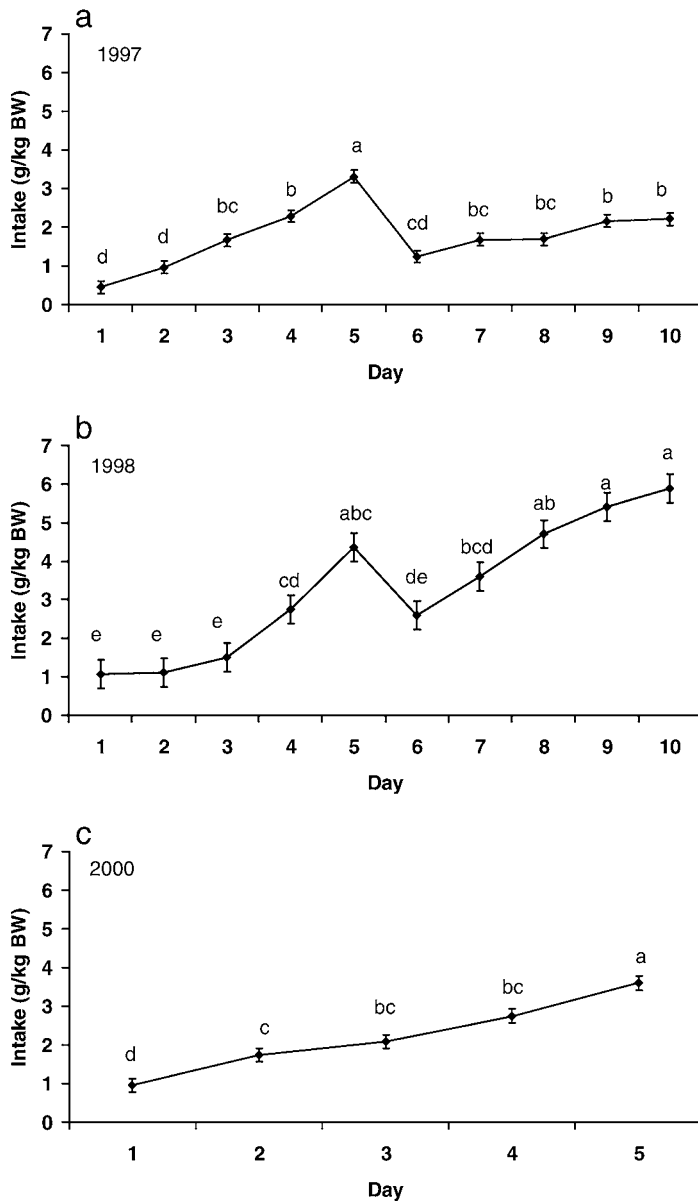 a
1997
Intake (g/kg BW)
7
6
5
4
3
2
1
0
d d bc b a cd bc bc b b
1 2 3 4 5 6 7 8 9 10
Day
b
1998
Intake (g/kg BW)
7
6
5
4
3
2
1
0
e e e cd abc de bcd ab a a
1 2 3 4 5 6 7 8 9 10
Day
c
2000
Intake (g/kg BW)
7
6
5
4
3
2
1
0
d c bc bc a
1 2 3 4 5
Day